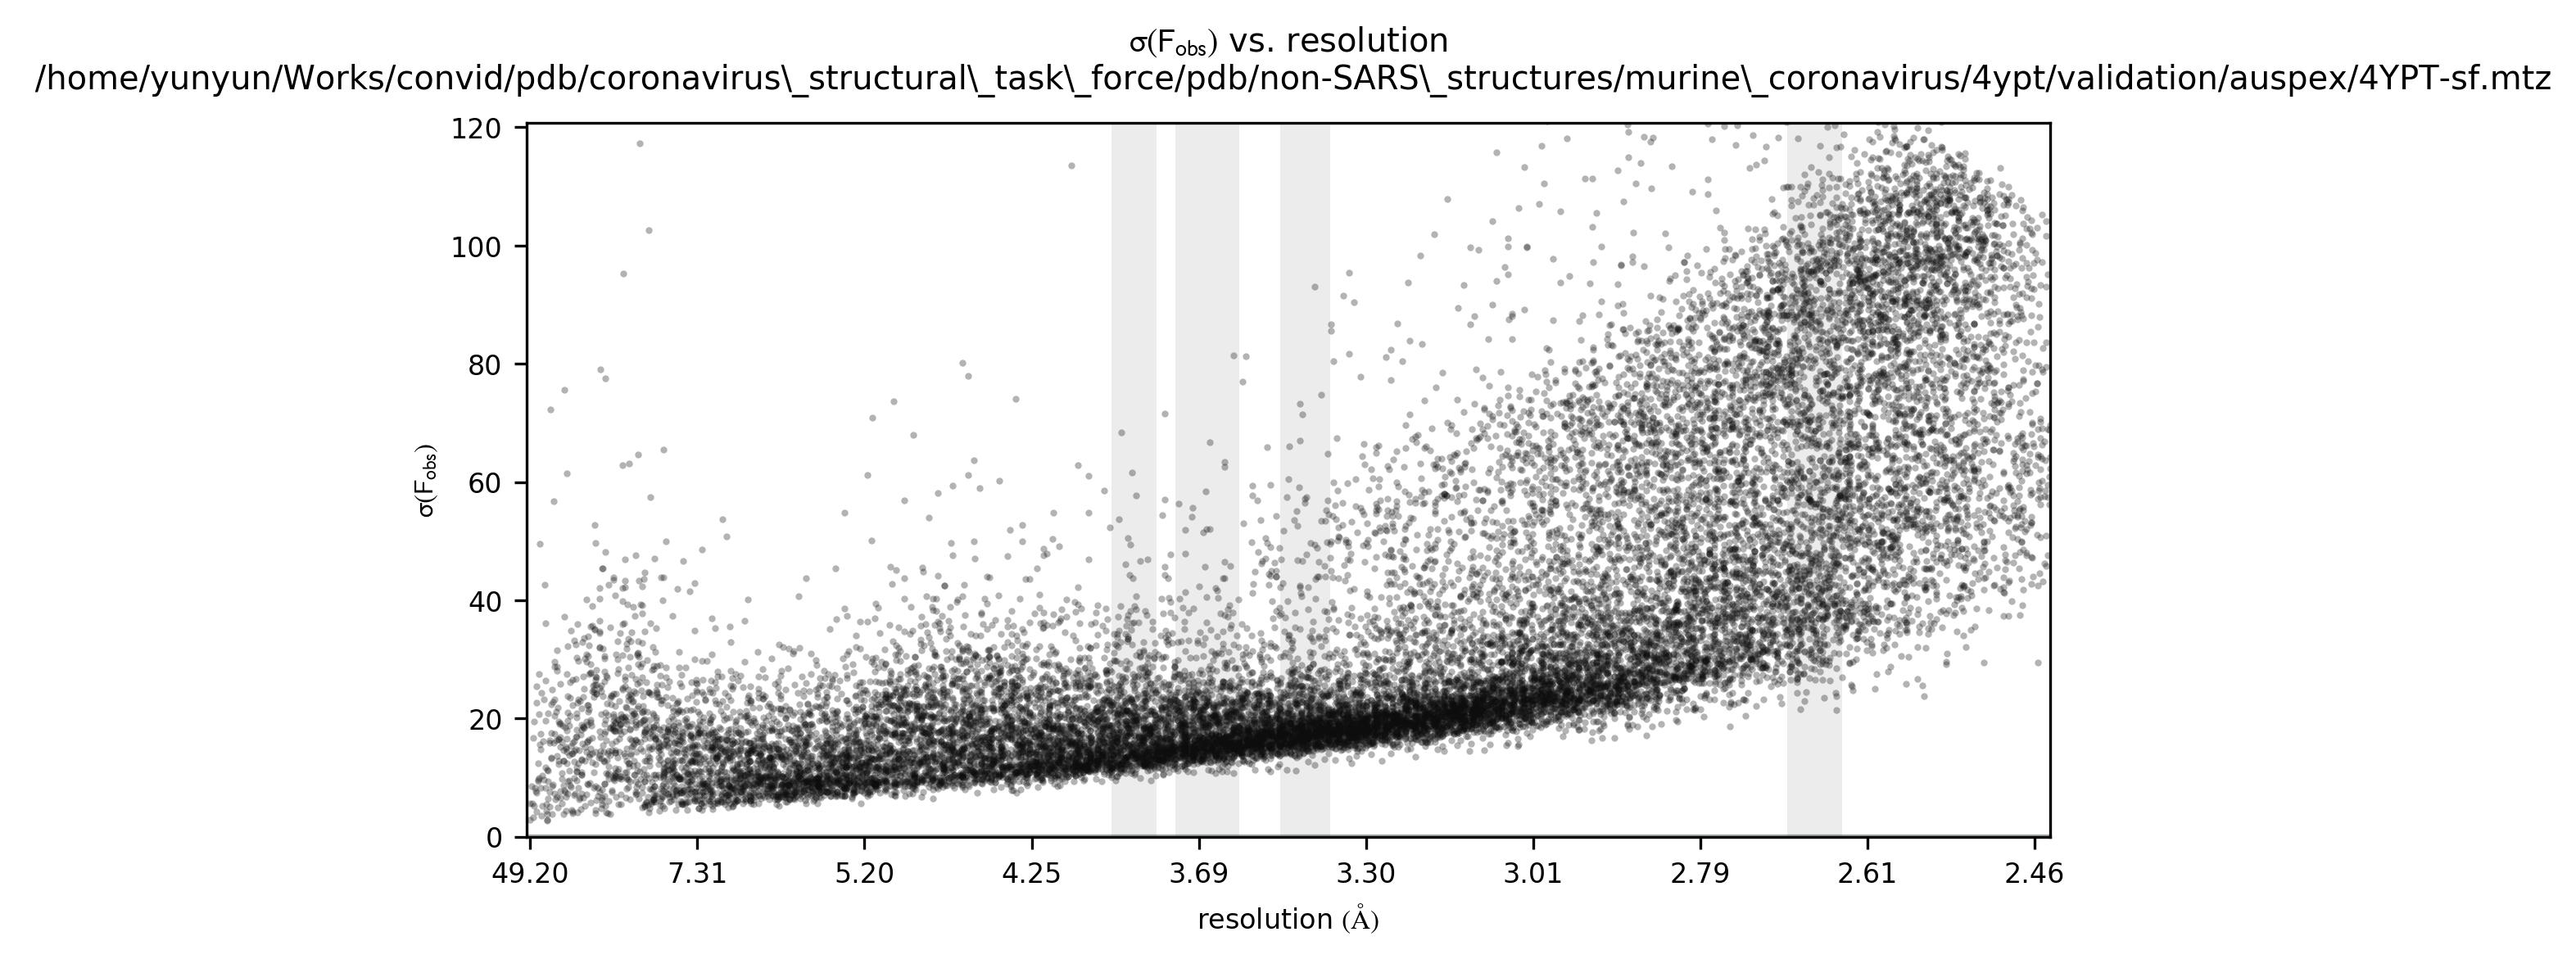 σ(Fobs) vs. resolution
/home/yunyun/Works/convid/pdb/coronavirus\_structural\_task\_force/pdb/non-SARS\_structures/murine\_coronavirus/4ypt/validation/auspex/4YPT-sf.mtz
120
100
80
60
40
20
0
σ(Fobs)
49.20 7.31 5.20 4.25 3.69 3.30 3.01 2.79 2.61 2.46
resolution (Å)